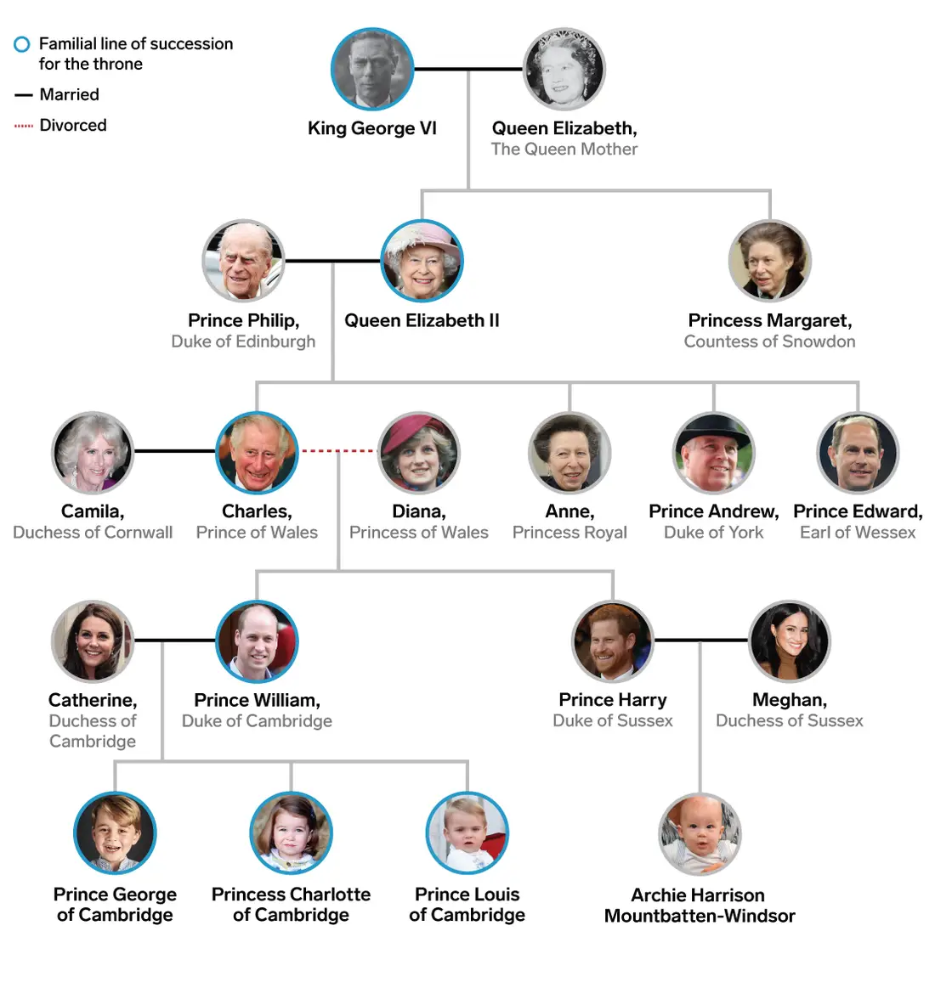 Familial line of succession
for the throne
Married
Divorced
King George VI
Queen Elizabeth,
The Queen Mother
Prince Philip,
Duke of Edinburgh
Queen Elizabeth II
Princess Margaret,
Countess of Snowdon
Camila,
Duchess of Cornwall
Charles,
Prince of Wales
Diana,
Princess of Wales
Anne,
Princess Royal
Prince Andrew,
Duke of York
Prince Edward,
Earl of Wessex
Catherine,
Duchess of
Cambridge
Prince William,
Duke of Cambridge
Prince Harry
Duke of Sussex
Meghan,
Duchess of Sussex
Prince George
of Cambridge
Princess Charlotte
of Cambridge
Prince Louis
of Cambridge
Archie Harrison
Mountbatten-Windsor